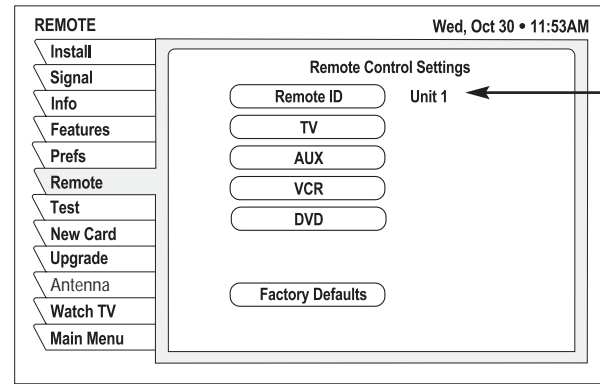 REMOTE
Wed, Oct 30 • 11:53AM
Install
Signal
Info
Features
Prefs
Remote
Test
New Card
Upgrade
Antenna
Watch TV
Main Menu
Remote Control Settings
Remote ID Unit 1
TV
AUX
VCR
DVD
Factory Defaults